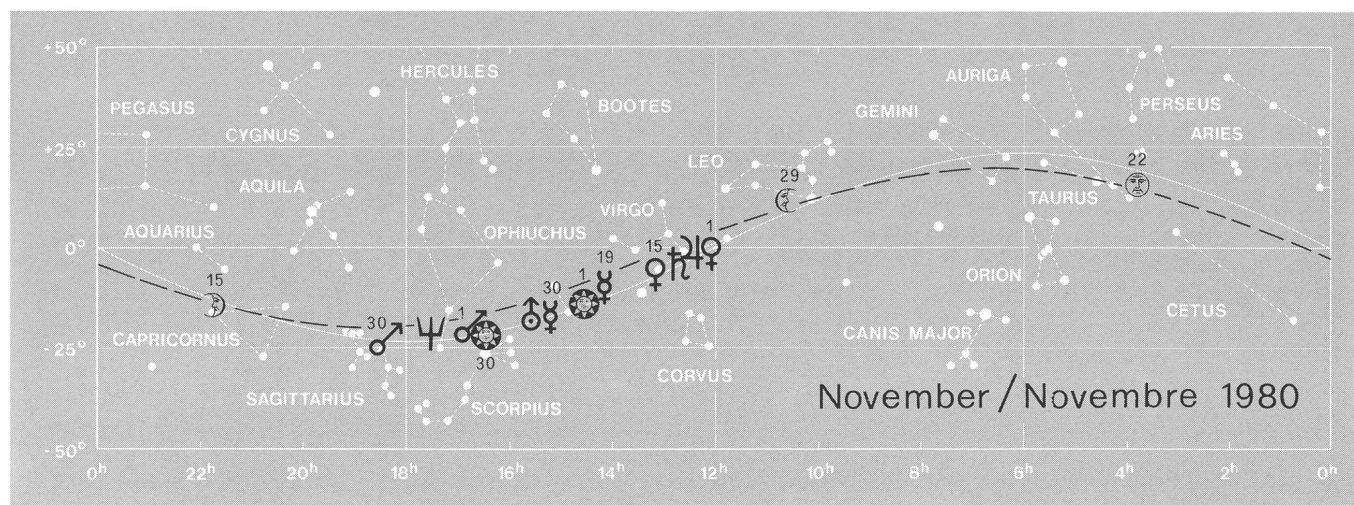 +50°
HERCULES
AURIGA
PEGASUS
BOOTES
GEMINI
PERSEUS
CYGNUS
ARIES
+25°
LEO
22
29
AQUILA
TAURUS
VIRGO
1
AQUARIUS
OPHIUCHUS
15
0°
19
15
1
ORION
30
CETUS
30
1
CAPRICORNUS
CANIS MAJOR
-25°
30
CORVUS
SAGITTARIUS
SCORPIUS
November/Novembre 1980
-50°
0h 22h 20h 18h 16h 14h 12h 10h 8h 6h 4h 2h 0h